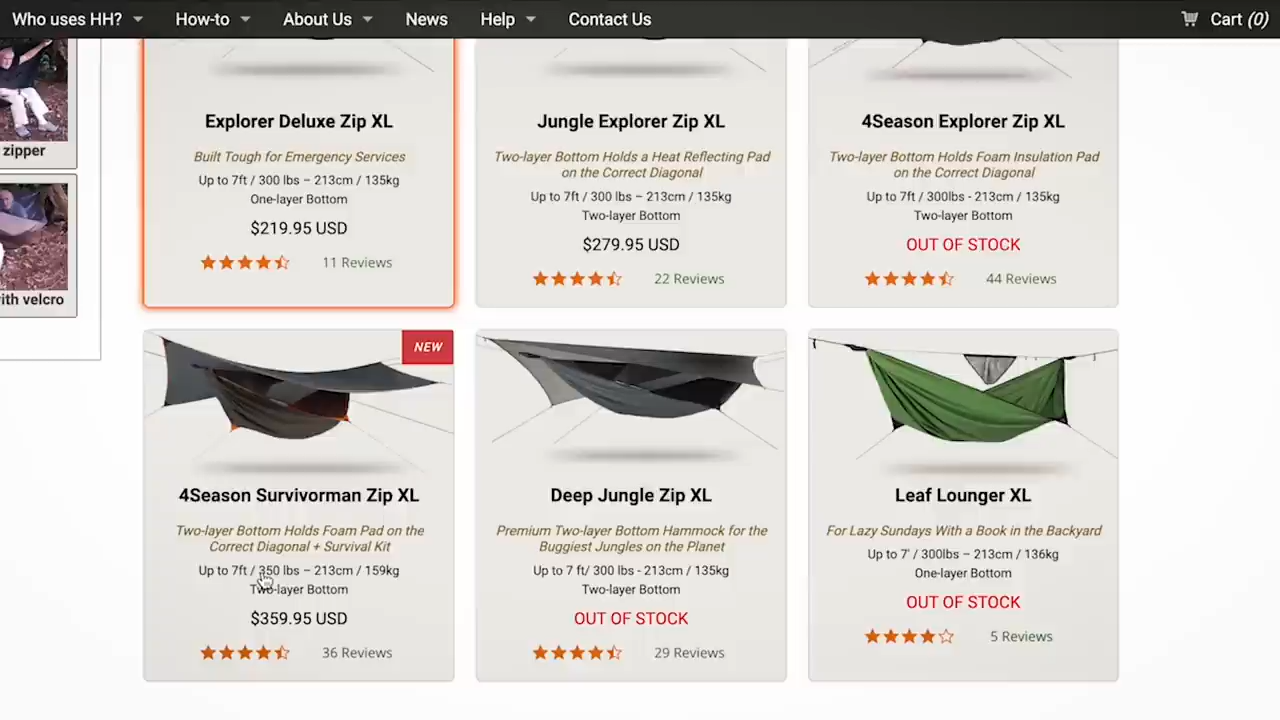 Who uses HH?
How-to
About Us
News
Help
Contact Us
Cart (0)
zipper
ith velcro
Explorer Deluxe Zip XL
Built Tough for Emergency Services
Up to 7ft / 300 lbs – 213cm / 135kg
One-layer Bottom
$219.95 USD
11 Reviews
Jungle Explorer Zip XL
Two-layer Bottom Holds a Heat Reflecting Pad
on the Correct Diagonal
Up to 7ft / 300 lbs – 213cm / 135kg
Two-layer Bottom
$279.95 USD
22 Reviews
4Season Explorer Zip XL
Two-layer Bottom Holds Foam Insulation Pad
on the Correct Diagonal
Up to 7ft / 300lbs - 213cm / 135kg
Two-layer Bottom
OUT OF STOCK
44 Reviews
NEW
4Season Survivorman Zip XL
Two-layer Bottom Holds Foam Pad on the
Correct Diagonal + Survival Kit
Up to 7ft / 350 lbs – 213cm / 159kg
Two-layer Bottom
$359.95 USD
36 Reviews
Deep Jungle Zip XL
Premium Two-layer Bottom Hammock for the
Buggiest Jungles on the Planet
Up to 7 ft/ 300 lbs - 213cm / 135kg
Two-layer Bottom
OUT OF STOCK
29 Reviews
Leaf Lounger XL
For Lazy Sundays With a Book in the Backyard
Up to 7' / 300lbs – 213cm / 136kg
One-layer Bottom
OUT OF STOCK
5 Reviews